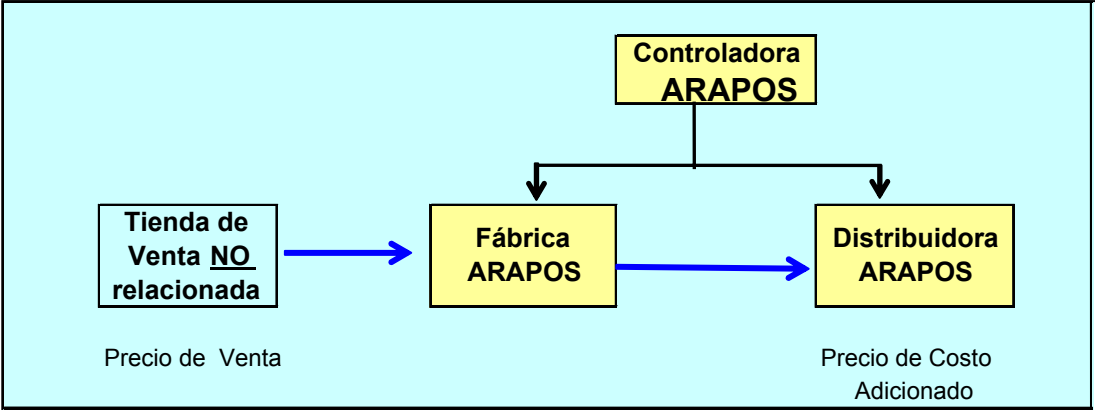 Controladora
ARAPOS
Tienda de
Venta NO
relacionada
Fábrica
ARAPOS
Distribuidora
ARAPOS
Precio de Venta
Precio de Costo
Adicionado